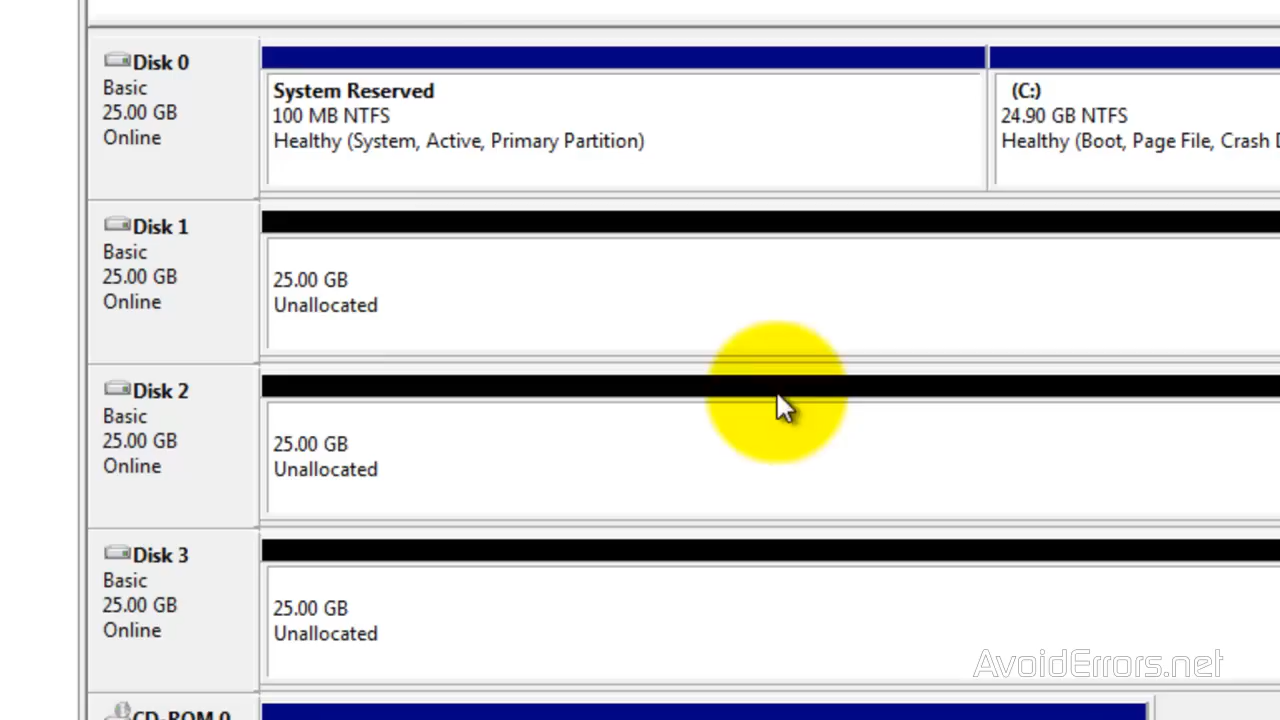 Disk 0
Basic
25.00 GB
Online
System Reserved
100 MB NTFS
Healthy (System, Active, Primary Partition)
(C:)
24.90 GB NTFS
Healthy (Boot, Page File, Crash
Disk 1
Basic
25.00 GB
Online
25.00 GB
Unallocated
Disk 2
Basic
25.00 GB
Online
25.00 GB
Unallocated
Disk 3
Basic
25.00 GB
Online
25.00 GB
Unallocated
CD-ROM 0
AvoidErrors.net